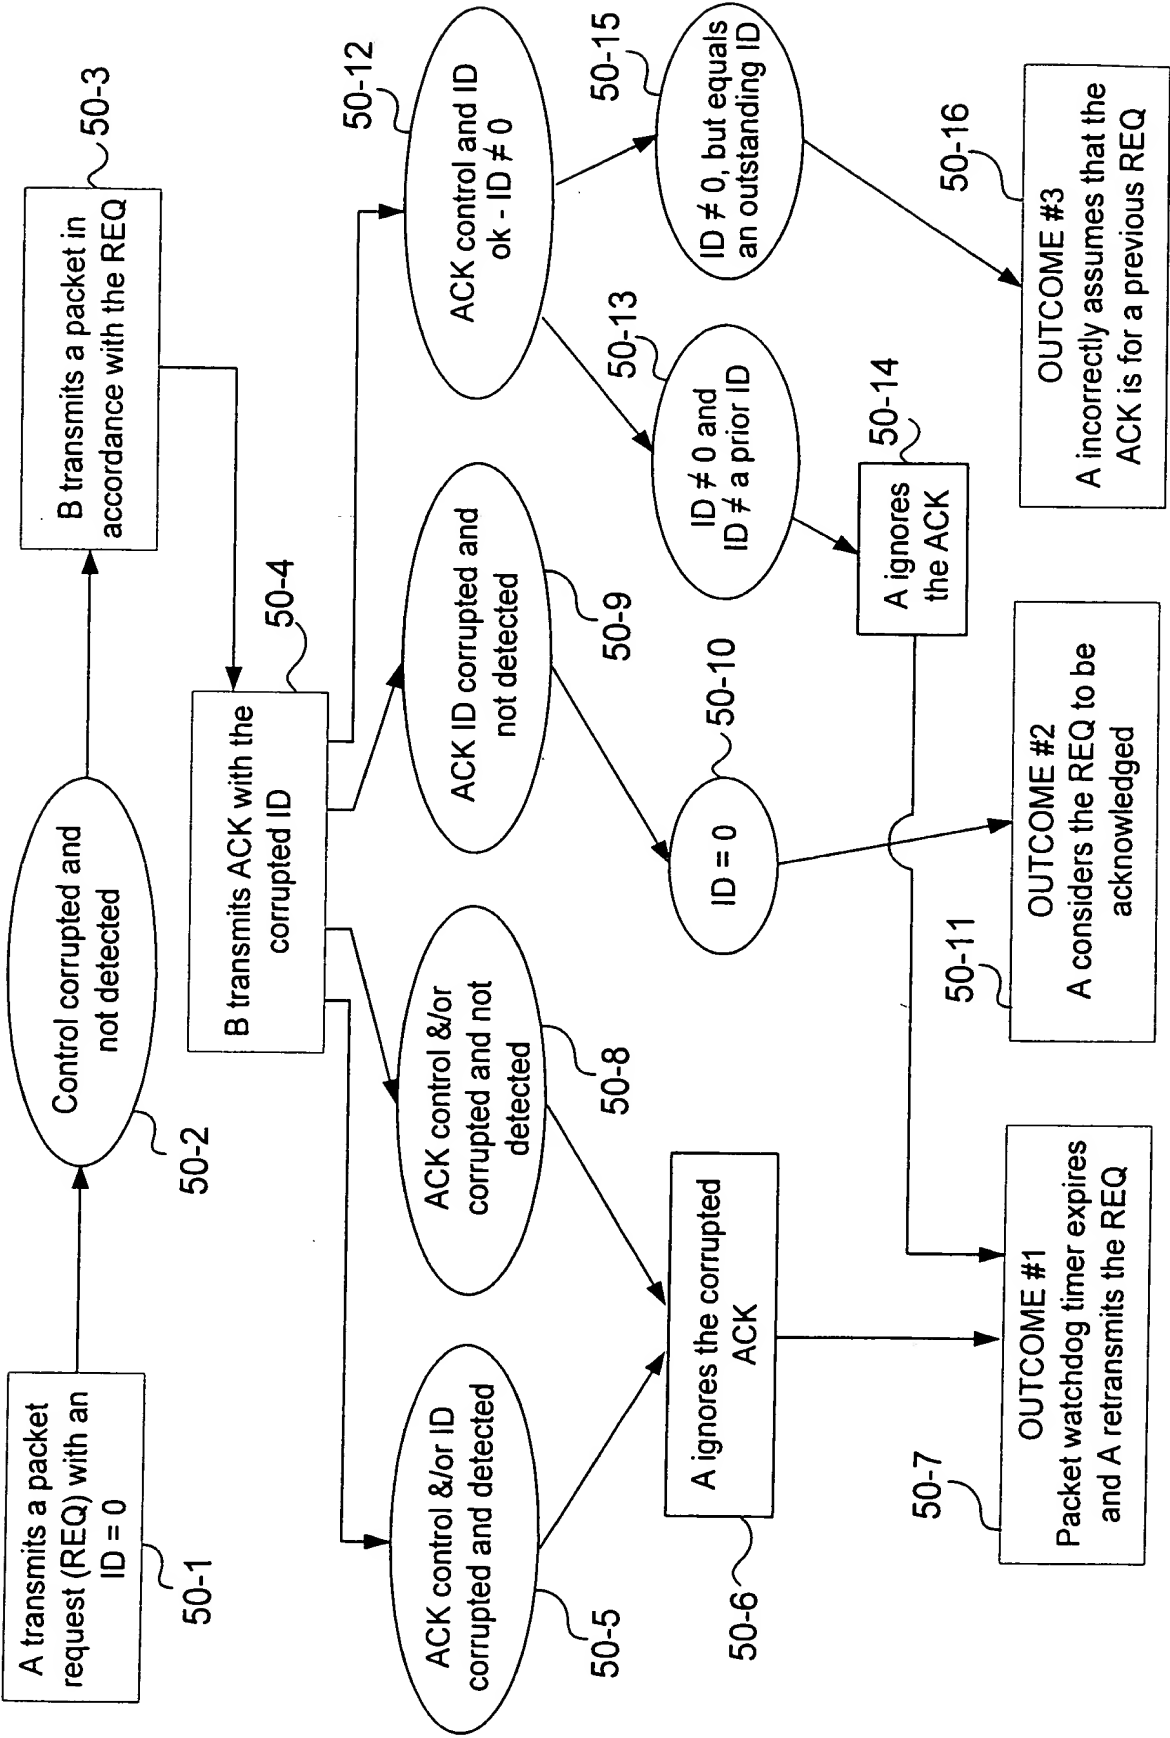 A transmits a packet
request (REQ) with an
ID = 0
50-1
Control corrupted and
not detected
50-2
B transmits a packet in
accordance with the REQ
50-3
B transmits ACK with the
corrupted ID
50-4
ACK control &/or ID
corrupted and detected
50-5
ACK control &/or
corrupted and not
detected
50-8
ACK ID corrupted and
not detected
50-9
ACK control and ID
ok - ID ≠ 0
50-12
A ignores the corrupted
ACK
50-6
ID = 0
50-10
ID ≠ 0 and
ID ≠ a prior ID
50-13
ID ≠ 0, but equals
an outstanding ID
50-15
A ignores
the ACK
50-14
OUTCOME #1
Packet watchdog timer expires
and A retransmits the REQ
50-7
OUTCOME #2
A considers the REQ to be
acknowledged
50-11
OUTCOME #3
A incorrectly assumes that the
ACK is for a previous REQ
50-16